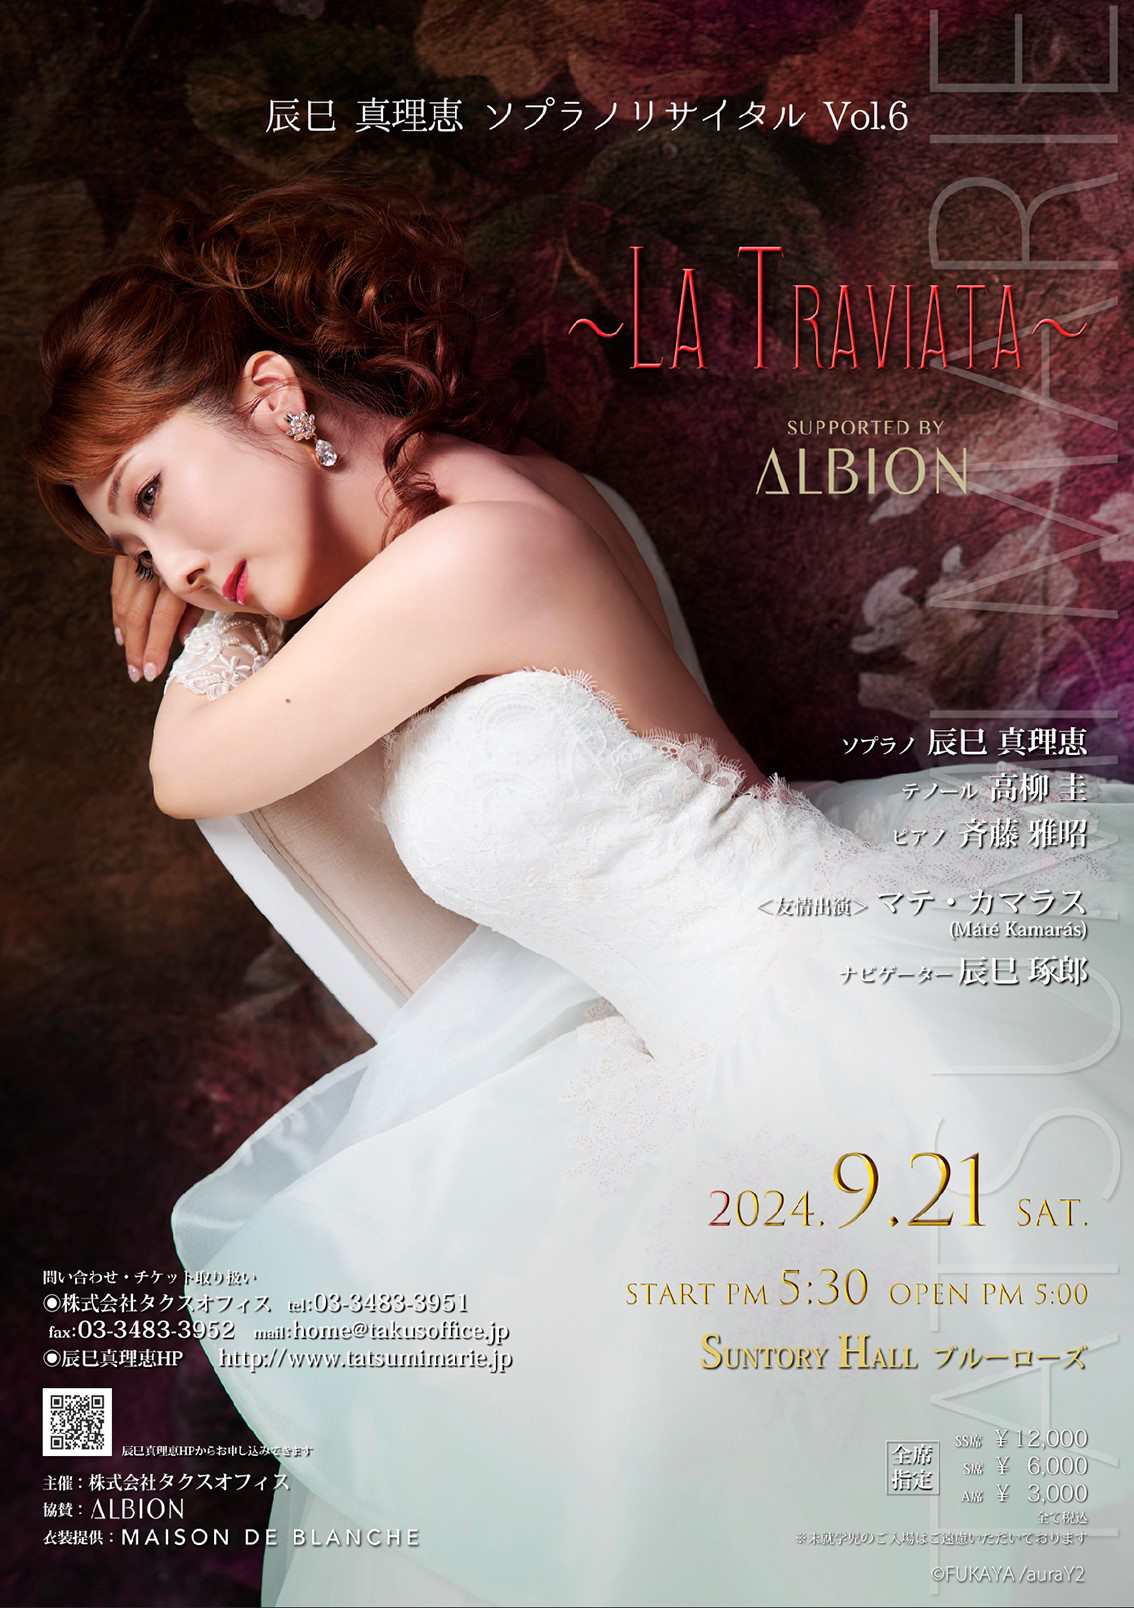 辰巳 真理恵 ソプラノリサイタル Vol.6
~LA TRAVIATA~
SUPPORTED BY
ALBION
TATSUMI MARIE
ソプラノ 辰巳 真理恵
テノール 高柳 圭
ピアノ 斉藤 雅昭
<友情出演> マテ・カマラス
(Máté Kamarás)
ナビゲーター 辰巳 琢郎
2024.9.21 SAT.
START PM 5:30 OPEN PM 5:00
SUNTORY HALL ブルーローズ
問い合わせ・チケット取り扱い
◉株式会社タクスオフィス tel:03-3483-3951
fax:03-3483-3952 mail:home@takusoffice.jp
◉辰巳真理恵HP http://www.tatsumimarie.jp
辰巳真理恵HPからお申し込みできます
主催:株式会社タクスオフィス
協賛:ALBION
衣装提供:MAISON DE BLANCHE
全席指定
SS席 ¥12,000
S席 ¥ 6,000
A席 ¥ 3,000
全て税込
※未就学児のご入場はご遠慮いただいております
©FUKAYA /auraY2